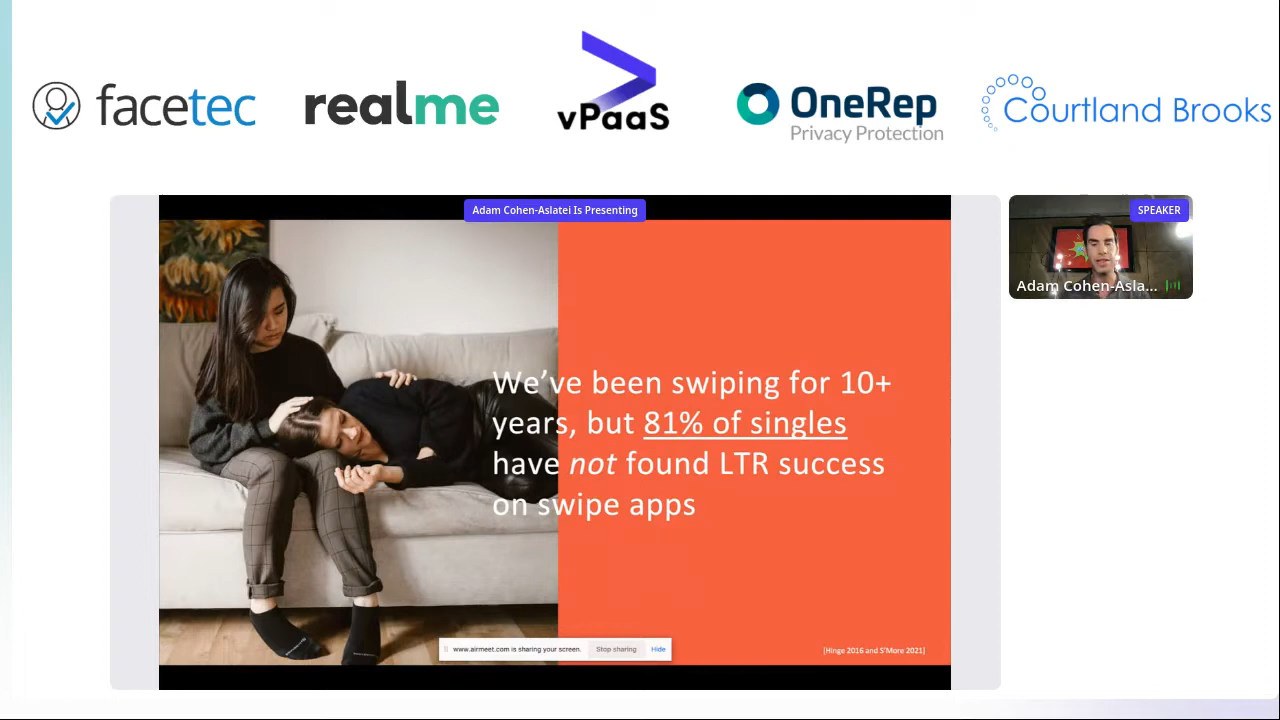 facetec
realme
vPaaS
OneRep
Privacy Protection
Courtland Brooks
Adam Cohen-Aslatei Is Presenting
SPEAKER
Adam Cohen-Asla...
We've been swiping for 10+
years, but 81% of singles
have not found LTR success
on swipe apps
www.airmeet.com is sharing your screen. Stop sharing Hide
[Hinge 2016 and S'More 2021]